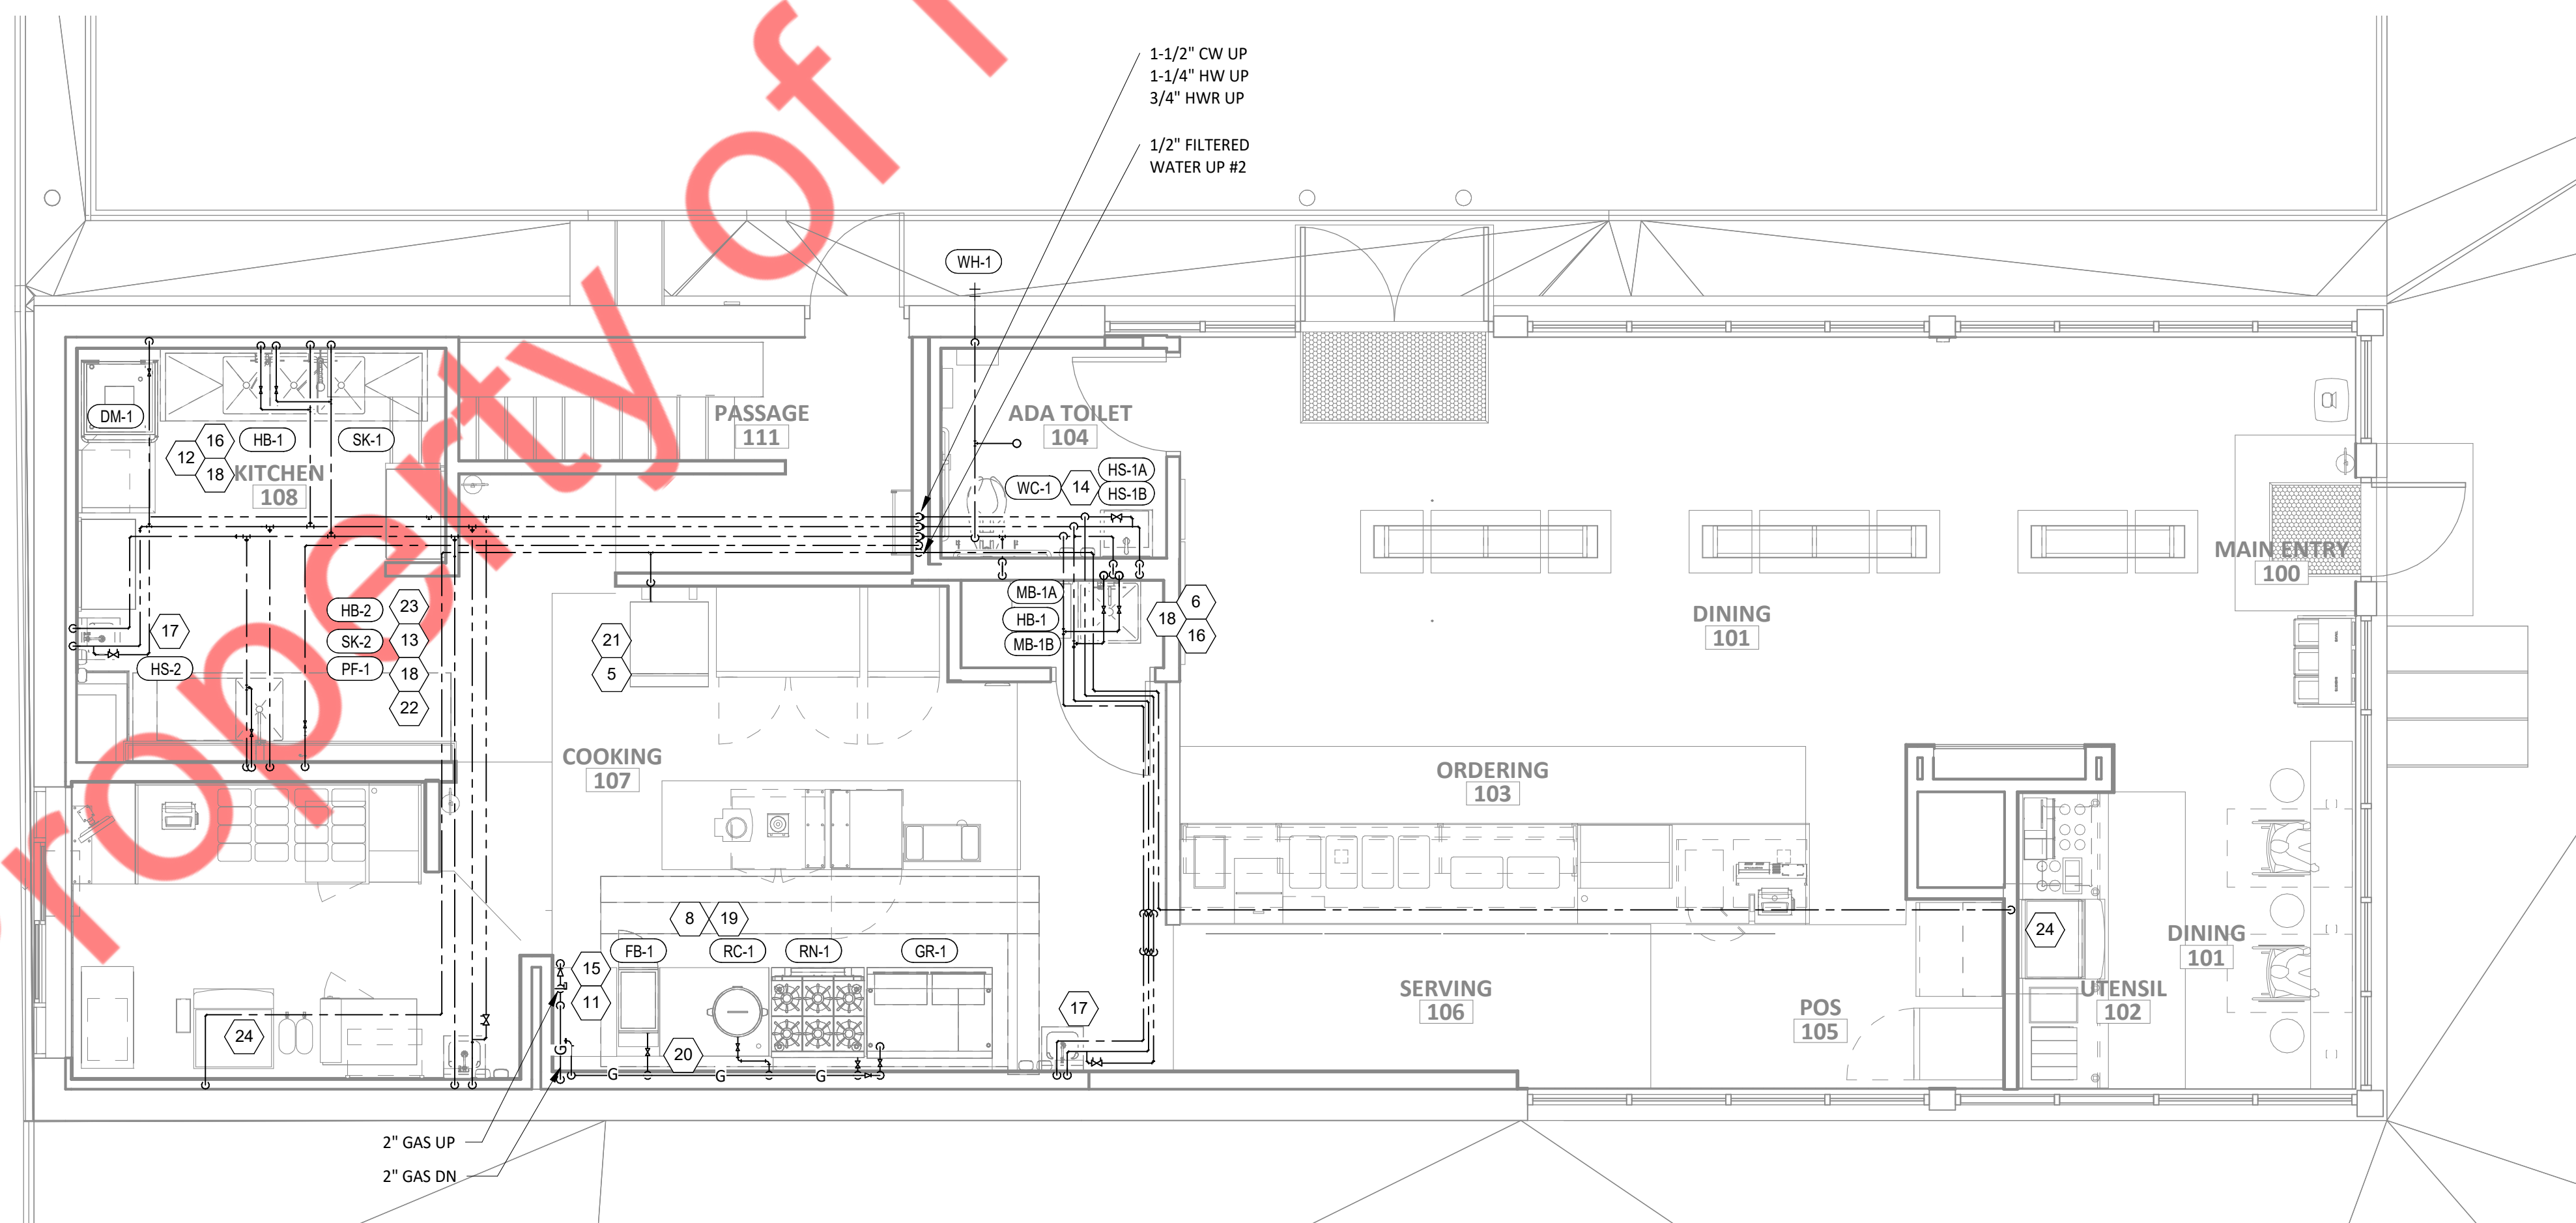 Property of
1-1/2" CW UP
1-1/4" HW UP
3/4" HWR UP
1/2" FILTERED
WATER UP #2
WH-1
DM-1
16
12
18
HB-1
SK-1
KITCHEN
108
PASSAGE
111
ADA TOILET
104
WC-1
14
HS-1A
HS-1B
MAIN ENTRY
100
DINING
101
HB-2
SK-2
PF-1
23
13
18
22
17
HS-2
21
5
MB-1A
HB-1
MB-1B
18
6
16
COOKING
107
ORDERING
103
8
19
FB-1
RC-1
RN-1
GR-1
15
11
20
17
24
G
G
G
G
SERVING
106
POS
105
24
UTENSIL
102
DINING
101
2" GAS UP
2" GAS DN